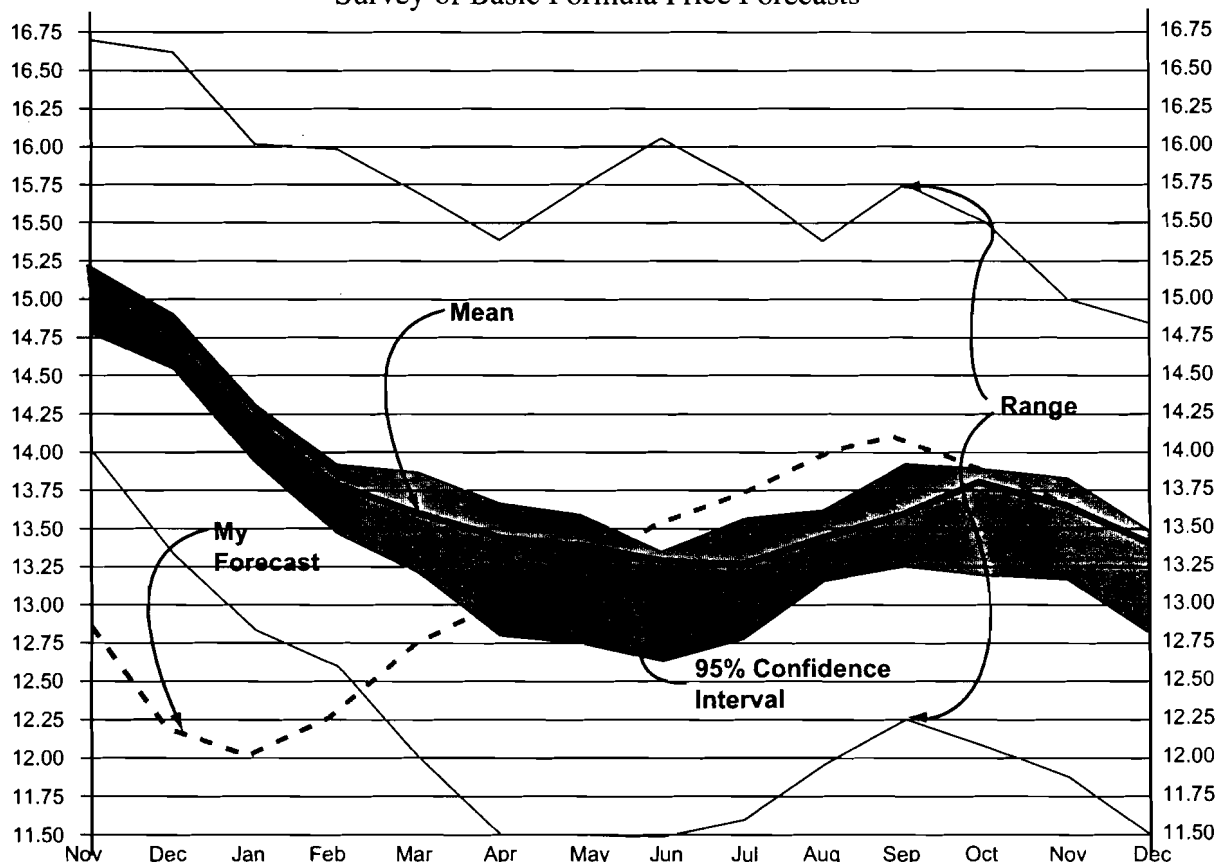 Survey of Basic Formula Price Forecasts
16.75 16.75
16.50 16.50
16.25 16.25
16.00 16.00
15.75 15.75
15.50 15.50
15.25 15.25
15.00 15.00
Mean
14.75 14.75
14.50 14.50
14.25 14.25
Range
14.00 14.00
13.75 13.75
13.50 13.50
My
Forecast
13.25 13.25
13.00 13.00
12.75 12.75
95% Confidence
Interval
12.50 12.50
12.25 12.25
12.00 12.00
11.75 11.75
11.50 11.50
Nov Dec Jan Feb Mar Apr May Jun Jul Aug Sep Oct Nov Dec